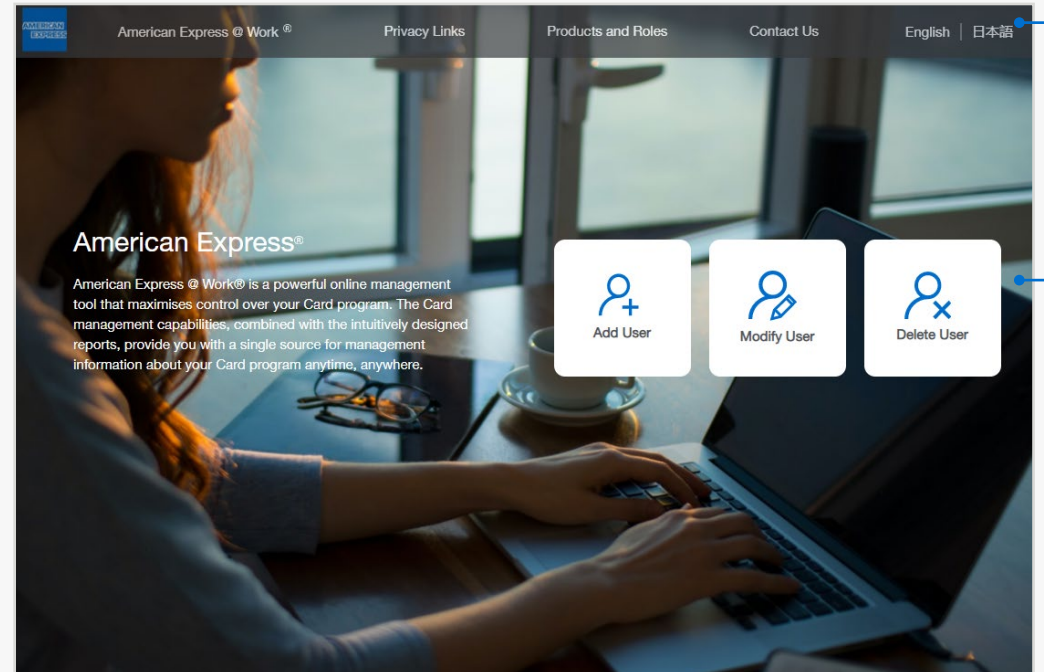 AMERICAN
EXPRESS
American Express @ Work ®
Privacy Links
Products and Roles
Contact Us
English | 日本語
American Express®
American Express @ Work® is a powerful online management
tool that maximises control over your Card program. The Card
management capabilities, combined with the intuitively designed
reports, provide you with a single source for management
information about your Card program anytime, anywhere.
Add User
Modify User
Delete User